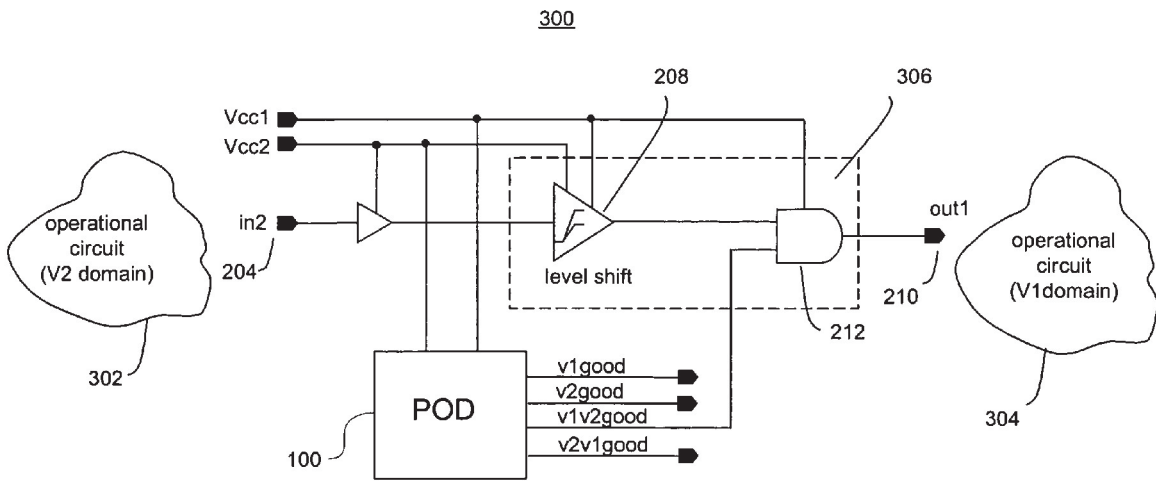 300
208
306
Vcc1
Vcc2
operational
circuit
(V2 domain)
in2
204
level shift
out1
210
operational
circuit
(V1domain)
212
302
304
POD
100
v1good
v2good
v1v2good
v2v1good